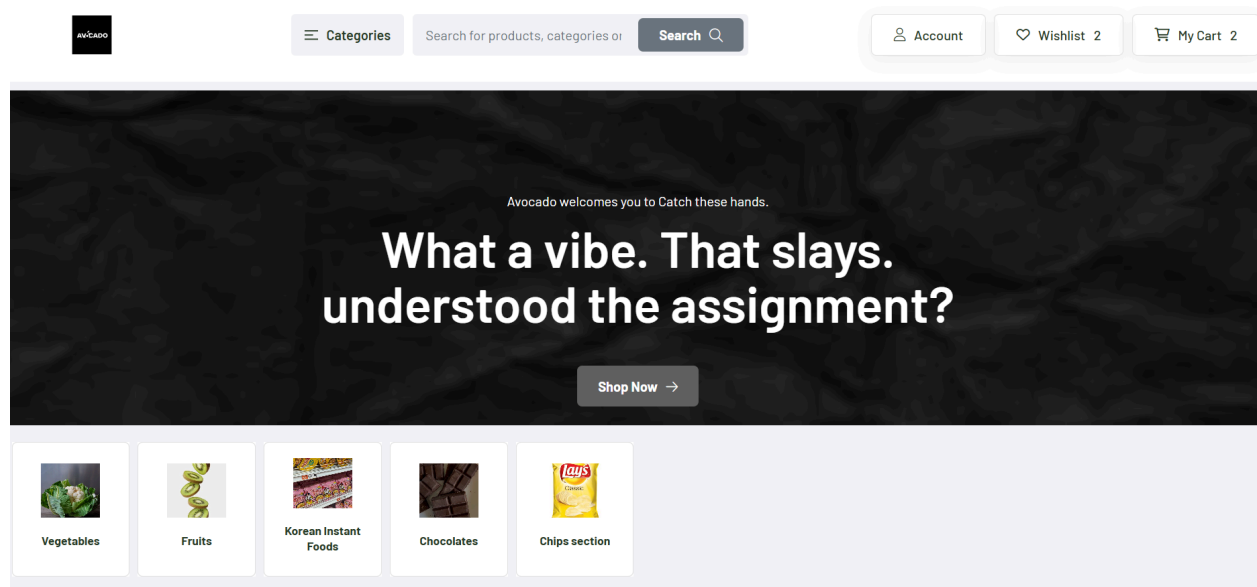 AVOCADO
Categories
Search for products, categories or
Search
Account
Wishlist 2
My Cart 2
Avocado welcomes you to Catch these hands.
What a vibe. That slays.
understood the assignment?
Shop Now
Lay's
Classic
Vegetables
Fruits
Korean Instant
Foods
Chocolates
Chips section